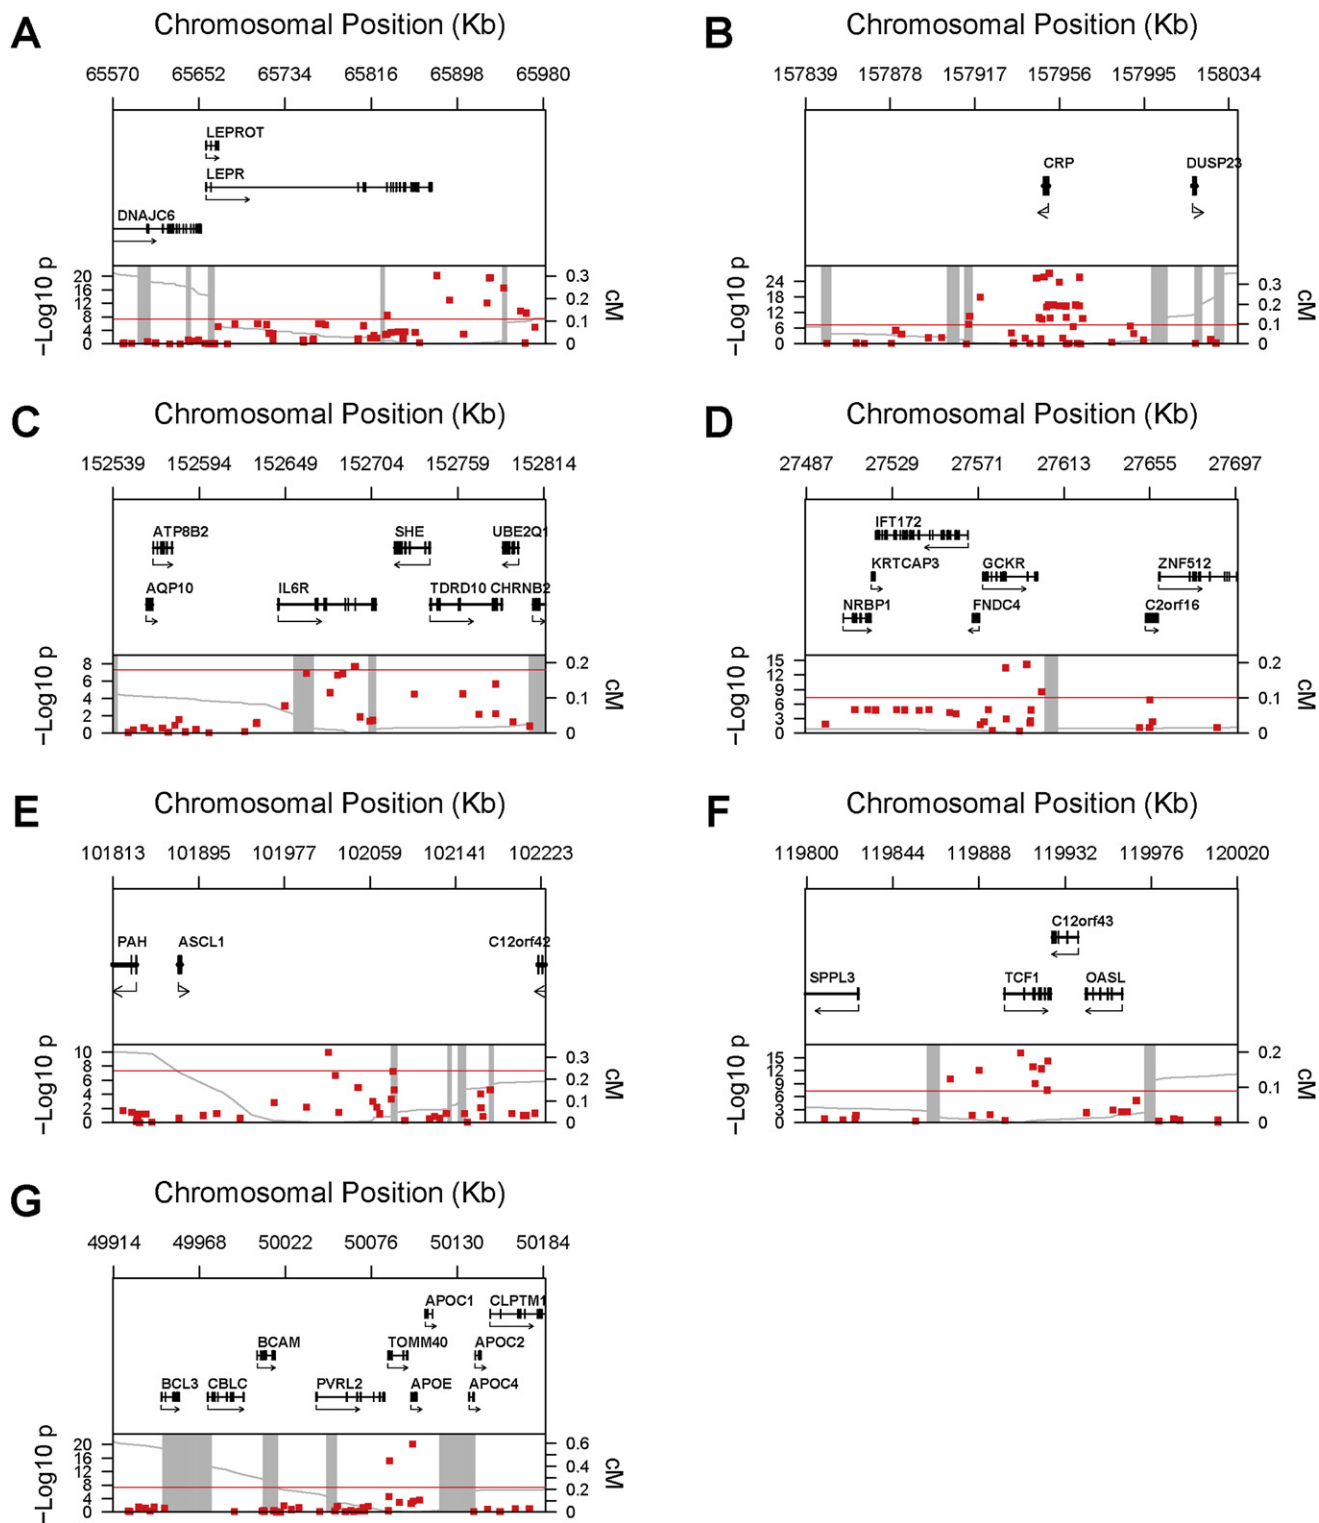 A Chromosomal Position (Kb)
65570 65652 65734 65816 65898 65980
LEPROT
LEPR
DNAJC6
−Log10 p
20
16
12
8
4
0
0.3
0.2
0.1
0
cM
B Chromosomal Position (Kb)
157839 157878 157917 157956 157995 158034
CRP DUSP23
−Log10 p
24
18
12
6
0
0.3
0.2
0.1
0
cM
C Chromosomal Position (Kb)
152539 152594 152649 152704 152759 152814
ATP8B2 SHE UBE2Q1
AQP10 IL6R TDRD10 CHRNB2
−Log10 p
8
6
4
2
0
0.2
0.1
0
cM
D Chromosomal Position (Kb)
27487 27529 27571 27613 27655 27697
IFT172
KRTCAP3 GCKR ZNF512
NRBP1 FNDC4 C2orf16
−Log10 p
15
12
9
6
3
0
0.2
0.1
0
cM
E Chromosomal Position (Kb)
101813 101895 101977 102059 102141 102223
PAH ASCL1 C12orf42
−Log10 p
10
8
6
4
2
0
0.3
0.2
0.1
0
cM
F Chromosomal Position (Kb)
119800 119844 119888 119932 119976 120020
C12orf43
SPPL3 TCF1 OASL
−Log10 p
15
12
9
6
3
0
0.2
0.1
0
cM
G Chromosomal Position (Kb)
49914 49968 50022 50076 50130 50184
APOC1 CLPTM1
BCAM TOMM40 APOC2
BCL3 CBLC PVRL2 APOE APOC4
−Log10 p
20
16
12
8
4
0
0.6
0.4
0.2
0
cM